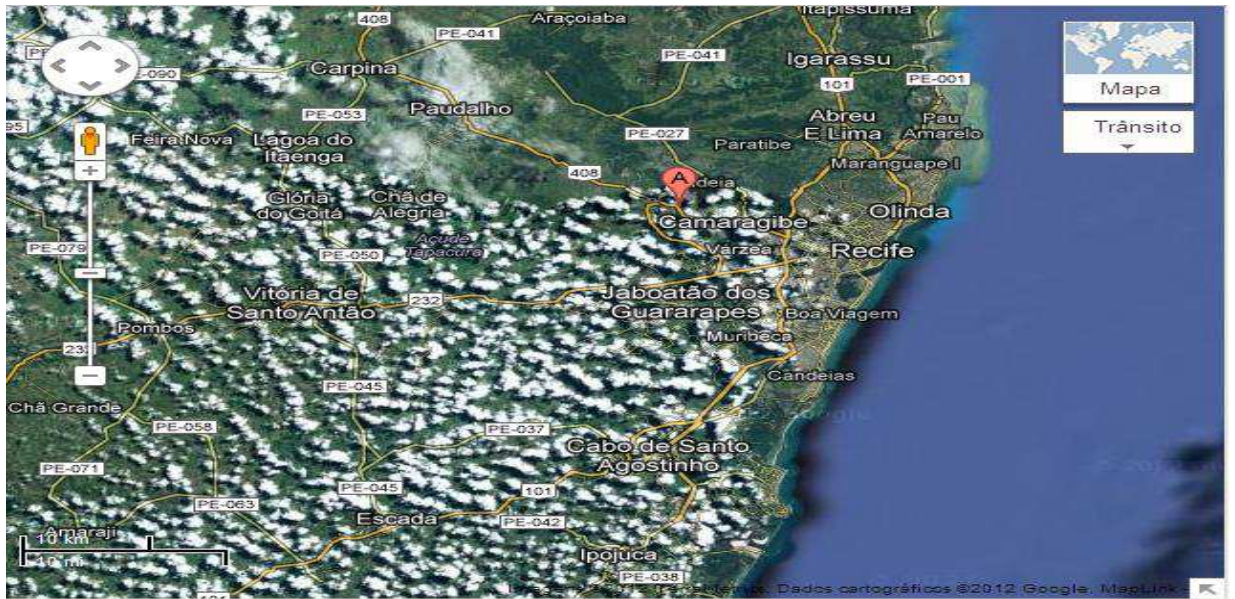 Araçoiaba
Itapissuma
408
PE-041
PE-041
Igarassu
PE-001
Carpina
-090
101
Mapa
Paudalho
PE-053
Abreu
E Lima
Pau
Amarelo
Trânsito
95
Feira Nova
Lagoa do
Itaenga
PE-027
Paratibe
Maranguape I
408
A
deia
Glória
do Goitá
Chã de
Alegria
Olinda
Camaragibe
PE-079
Açude
Tapacurá
PE-050
Várzea
Recife
Vitória de
Santo Antão
232
Jaboatão dos
Guararapes
Boa Viagem
Pombos
Muribeca
232
PE-045
Candeias
Chã Grande
Google
PE-058
PE-037
Cabo de Santo
Agostinho
PE-071
PE-045
101
PE-063
Escada
PE-042
Amaraji
10 km
10 mi
Ipojuca
PE-038
Dados cartográficos ©2012 Google, MapLink -